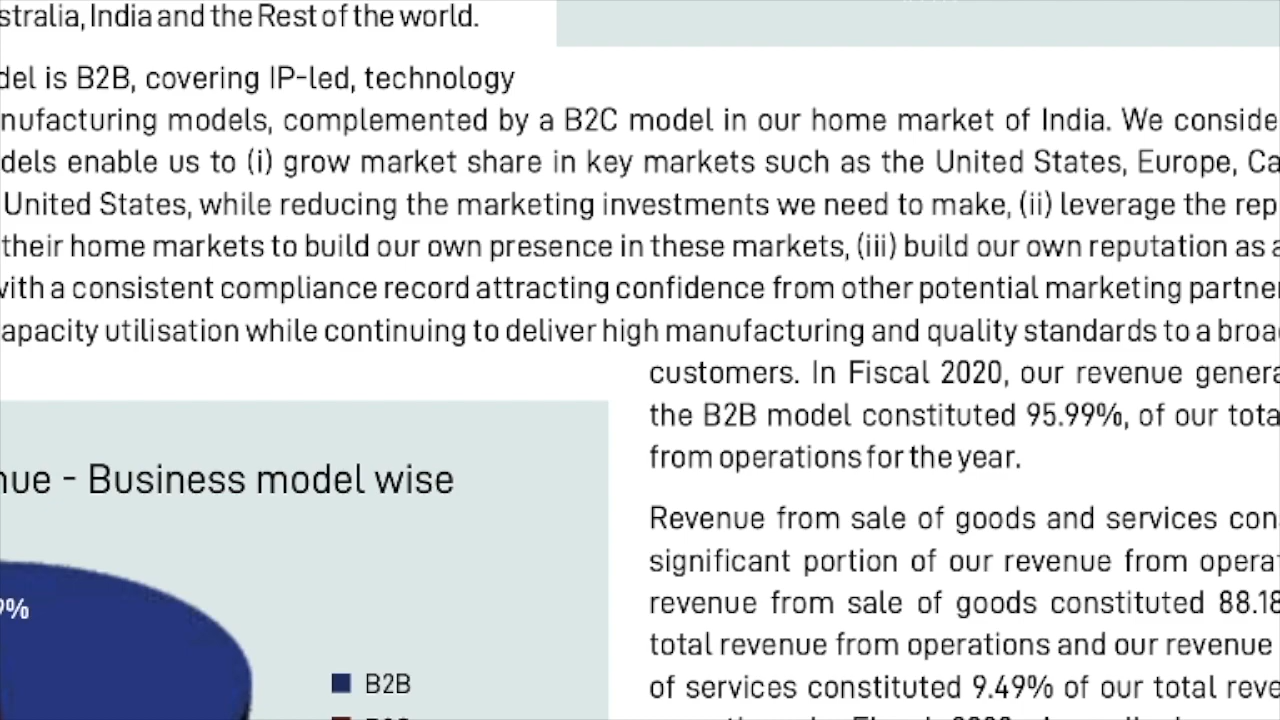 stralia, India and the Rest of the world.
del is B2B, covering IP-led, technology
nufacturing models, complemented by a B2C model in our home market of India. We conside
dels enable us to (i) grow market share in key markets such as the United States, Europe, Ca
United States, while reducing the marketing investments we need to make, (ii) leverage the rep
their home markets to build our own presence in these markets, (iii) build our own reputation as a
with a consistent compliance record attracting confidence from other potential marketing partner
apacity utilisation while continuing to deliver high manufacturing and quality standards to a broad
customers. In Fiscal 2020, our revenue genera
the B2B model constituted 95.99%, of our tota
from operations for the year.
nue - Business model wise
9%
B2B
Revenue from sale of goods and services con
significant portion of our revenue from operat
revenue from sale of goods constituted 88.18
total revenue from operations and our revenue
of services constituted 9.49% of our total reve